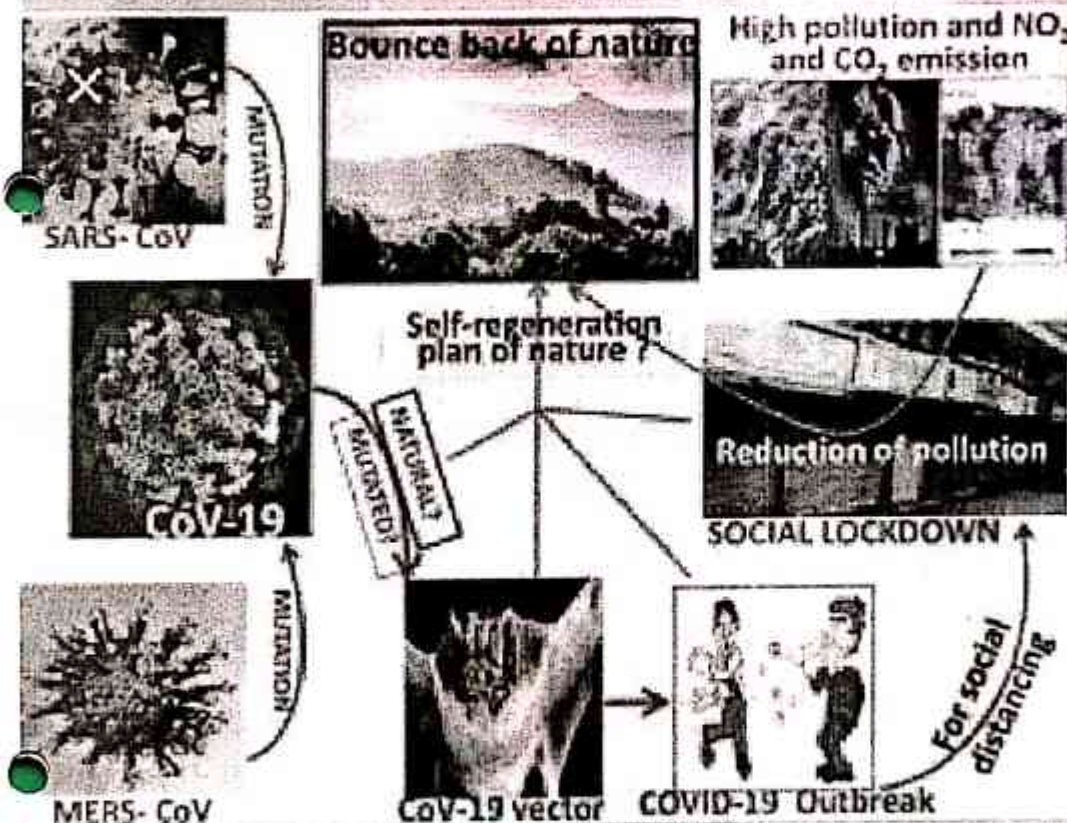 Bounce back of nature
High pollution and NO₂
and CO₂ emission
MUTATION
SARS- CoV
Self-regeneration
plan of nature ?
NATURAL?
MUTATED?
CoV-19
Reduction of pollution
SOCIAL LOCKDOWN
MUTATION
For social
distancing
MERS- CoV
CoV-19 vector
COVID-19 Outbreak